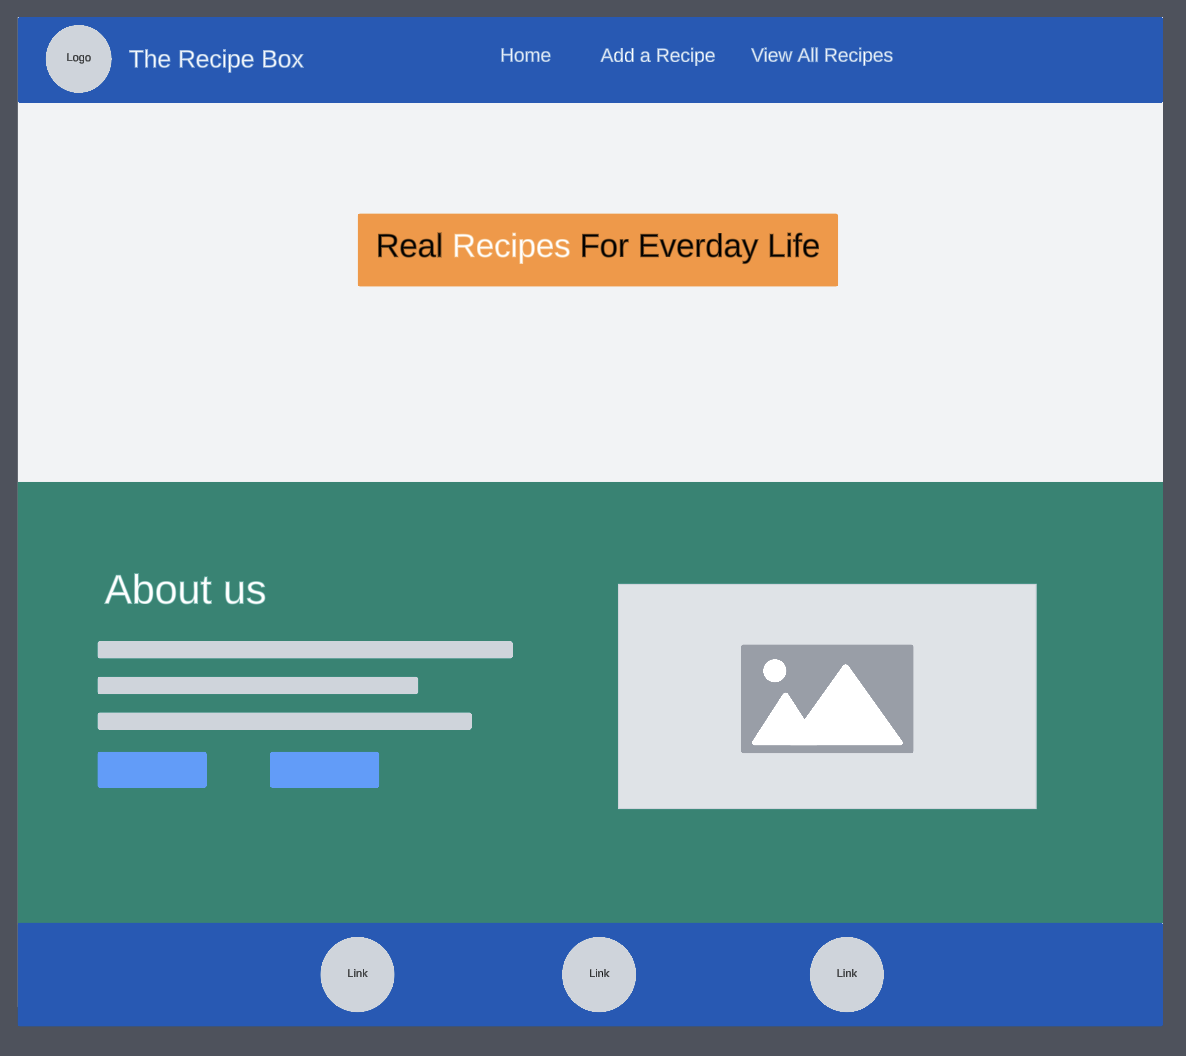 Logo
The Recipe Box
Home
Add a Recipe
View All Recipes
Real Recipes For Everday Life
About us
Link
Link
Link